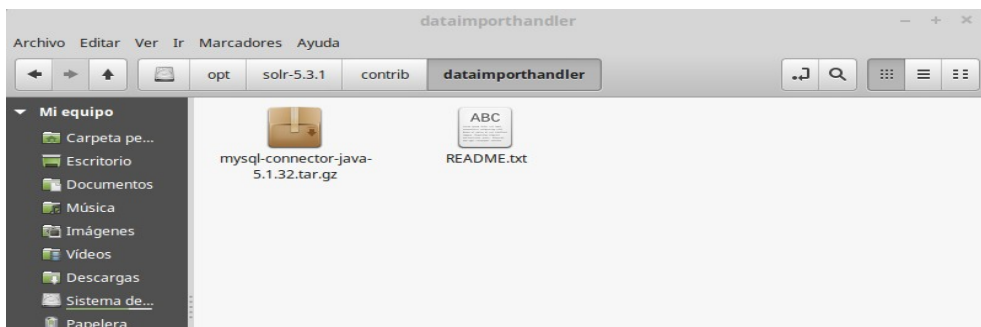 dataimporthandler
Archivo Editar Ver Ir Marcadores Ayuda
opt solr-5.3.1 contrib dataimporthandler
Mi equipo
Carpeta pe...
Escritorio
Documentos
Música
Imágenes
Vídeos
Descargas
Sistema de...
Papelera
mysql-connector-java-
5.1.32.tar.gz
ABC
README.txt